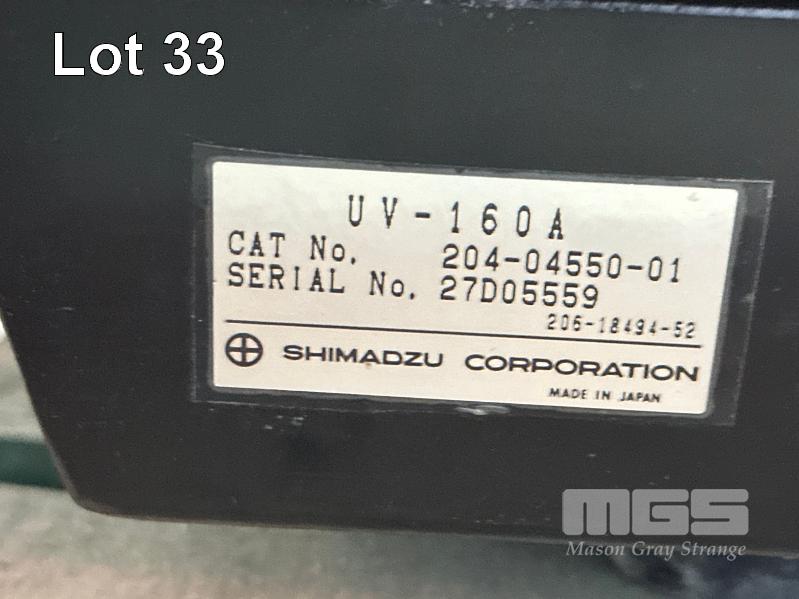 Lot 33
UV-160A
CAT No. 204-04550-01
SERIAL No. 27D05559
206-18494-52
SHIMADZU CORPORATION
MADE IN JAPAN
MGS
Mason Gray Strange